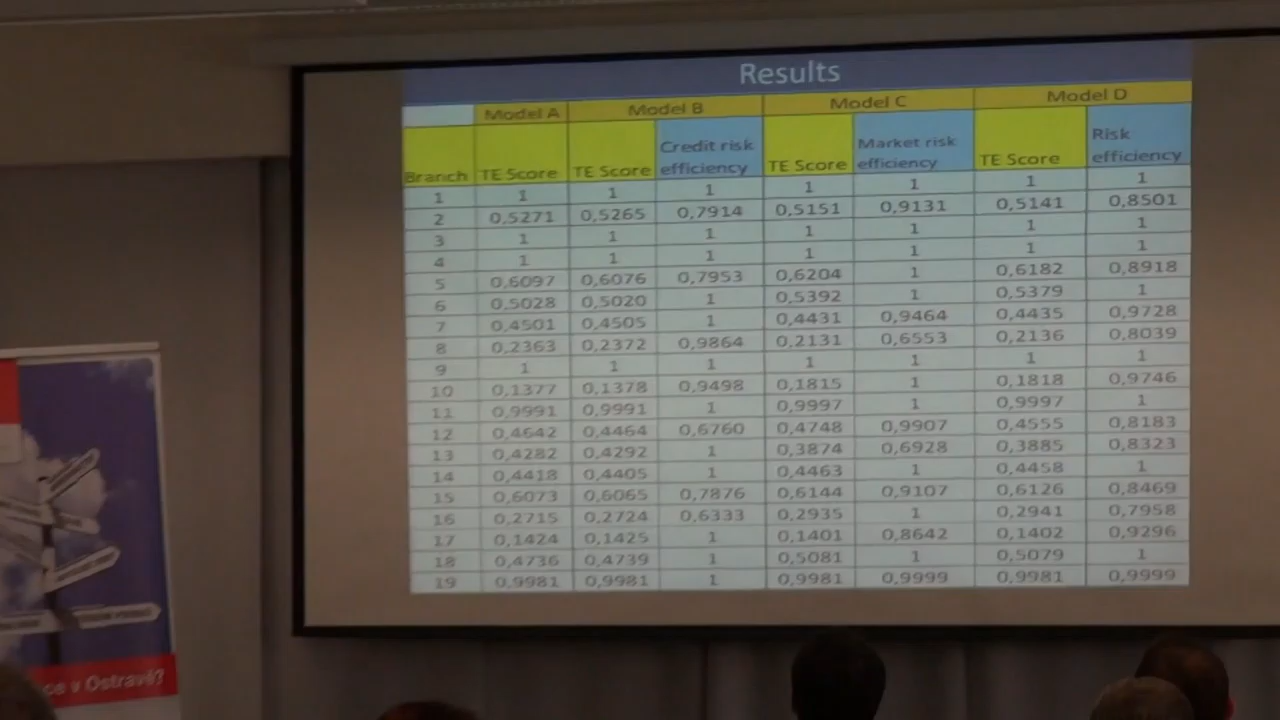 Results
Model A Model B Model C Model D
Branch TE Score TE Score Credit risk efficiency TE Score Market risk efficiency TE Score Risk efficiency
1 1 1 1 1 1 1 1
2 0,5271 0,5265 0,7914 0,5151 0,9131 0,5141 0,8501
3 1 1 1 1 1 1 1
4 1 1 1 1 1 1 1
5 0,6097 0,6076 0,7953 0,6204 1 0,6182 0,8918
6 0,5028 0,5020 1 0,5392 1 0,5379 1
7 0,4501 0,4505 1 0,4431 0,9464 0,4435 0,9728
8 0,2363 0,2372 0,9864 0,2131 0,6553 0,2136 0,8039
9 1 1 1 1 1 1 1
10 0,1377 0,1378 0,9498 0,1815 1 0,1818 0,9746
11 0,9991 0,9991 1 0,9997 1 0,9997 1
12 0,4642 0,4464 0,6760 0,4748 0,9907 0,4555 0,8183
13 0,4282 0,4292 1 0,3874 0,6928 0,3885 0,8323
14 0,4418 0,4405 1 0,4463 1 0,4458 1
15 0,6073 0,6065 0,7876 0,6144 0,9107 0,6126 0,8469
16 0,2715 0,2724 0,6333 0,2935 1 0,2941 0,7958
17 0,1424 0,1425 1 0,1401 0,8642 0,1402 0,9296
18 0,4736 0,4739 1 0,5081 1 0,5079 1
19 0,9981 0,9981 1 0,9981 0,9999 0,9981 0,9999
v Ostravě?